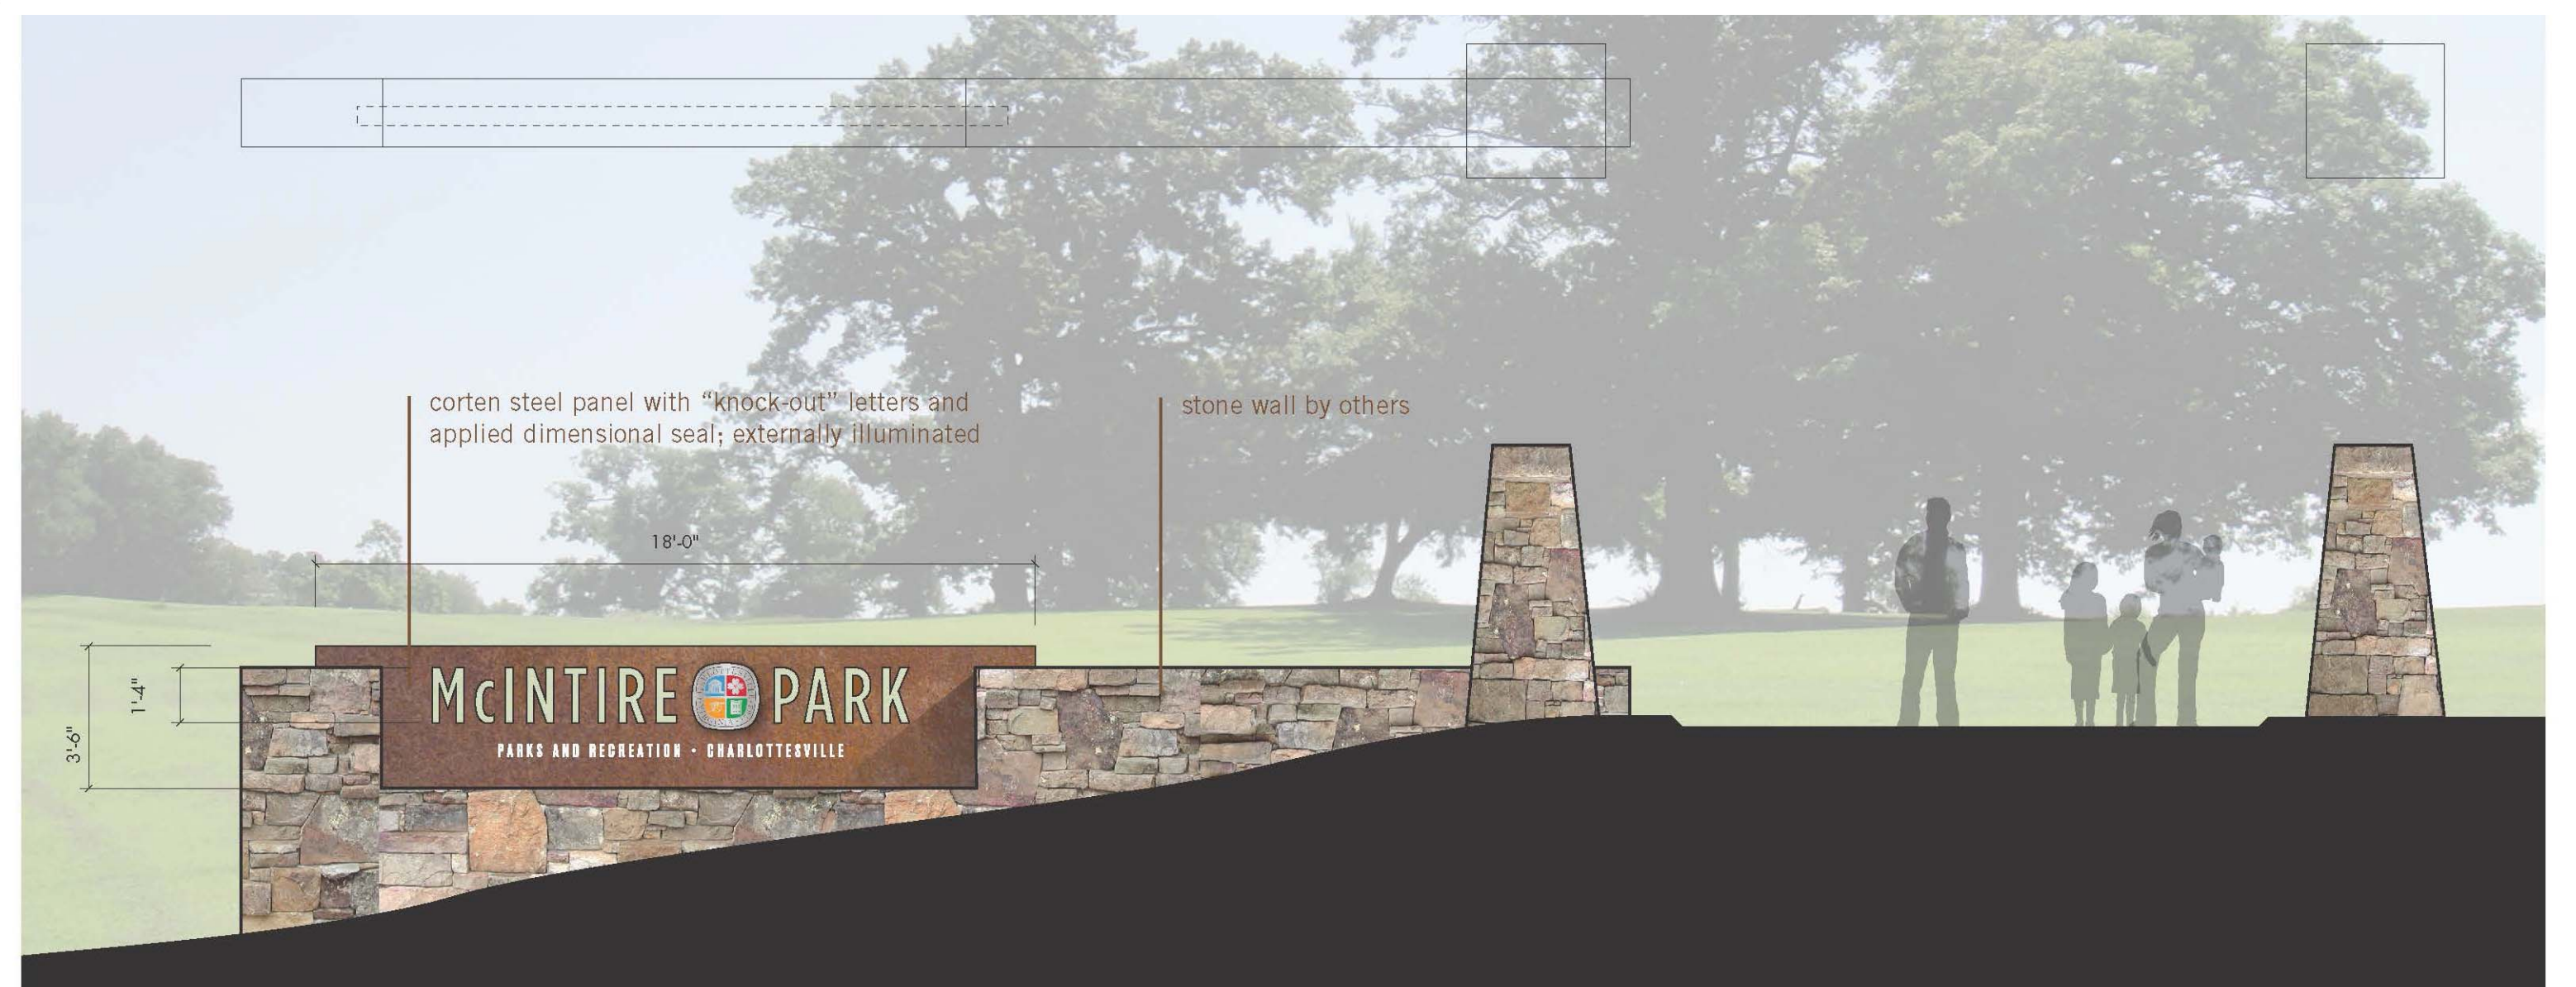 corten steel panel with “knock-out” letters and
applied dimensional seal; externally illuminated
stone wall by others
18'-0"
1'-4"
3'-6"
McINTIRE PARK
PARKS AND RECREATION • CHARLOTTESVILLE